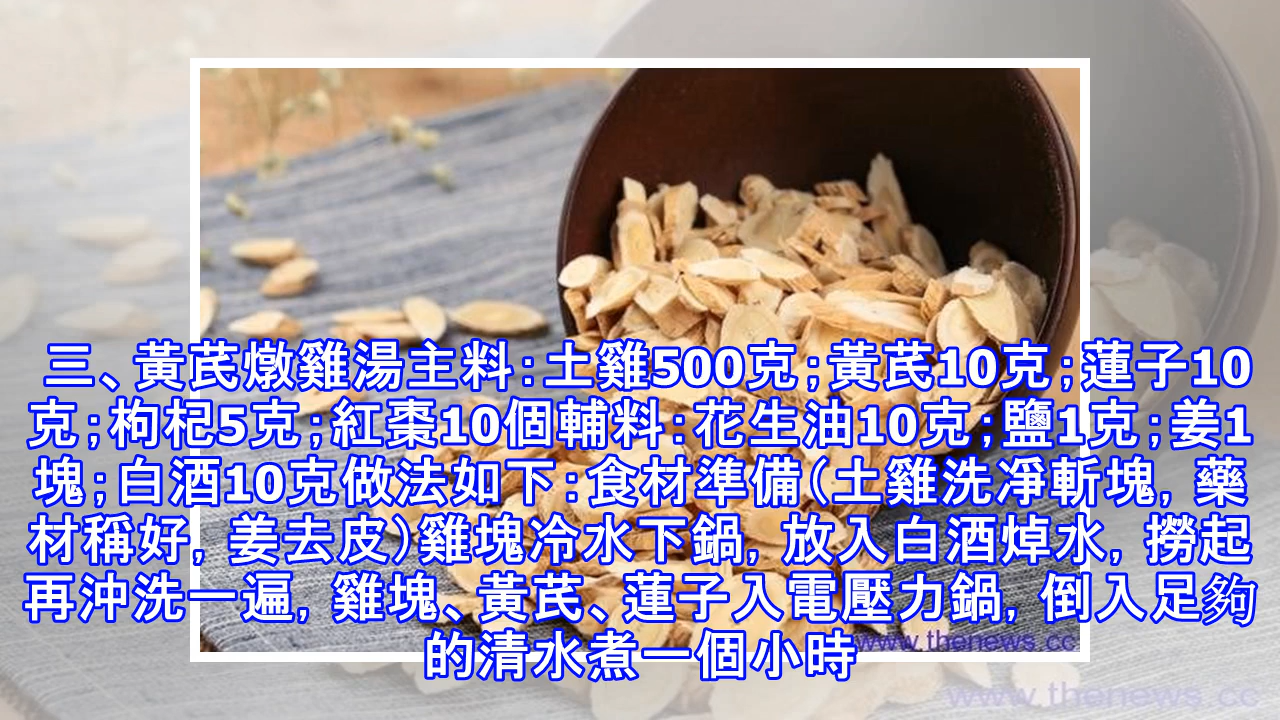 三、黃芪燉雞湯主料：土雞500克；黃芪10克；蓮子10
克；枸杞5克；紅棗10個輔料：花生油10克；鹽1克；姜1
塊；白酒10克做法如下：食材準備（土雞洗凈斬塊，藥
材稱好，姜去皮）雞塊冷水下鍋，放入白酒焯水，撈起
再沖洗一遍，雞塊、黃芪、蓮子入電壓力鍋，倒入足夠
的清水煮一個小時
www.thenews.cc
www.thenews.cc